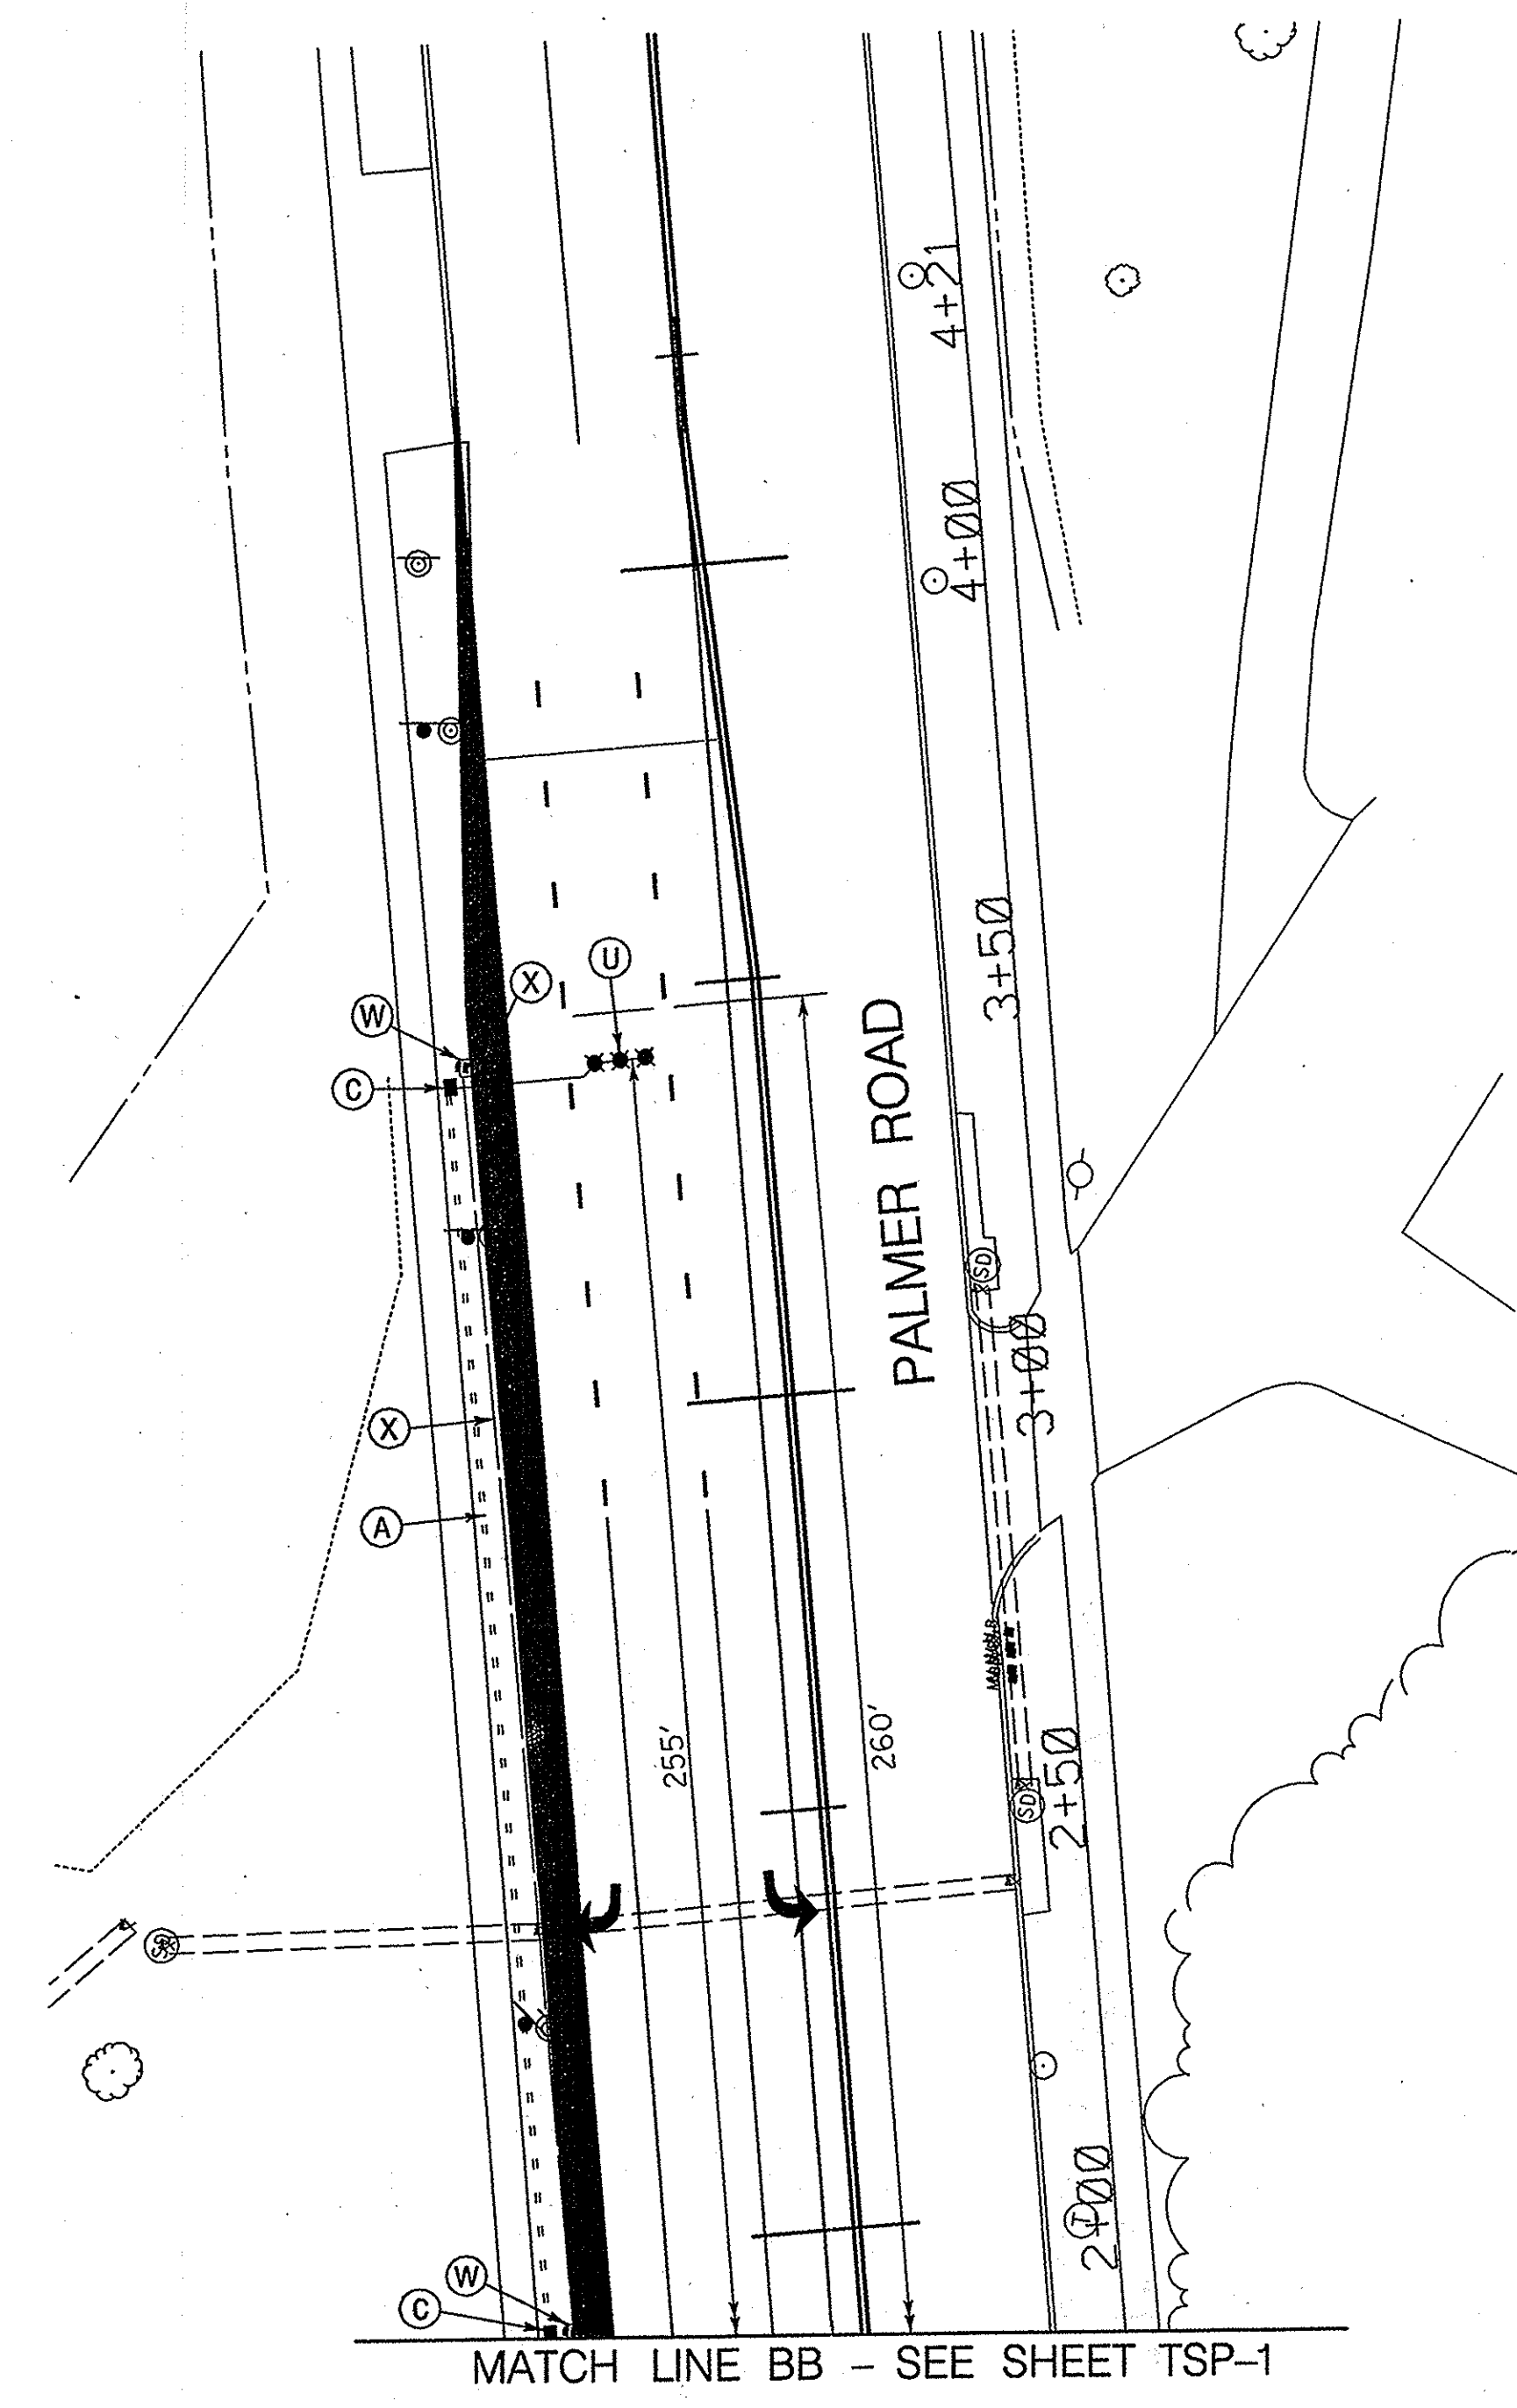 4+21
4+00
3+50
U
X
W
C
PALMER ROAD
SD
3+00
X
A
255'
260'
2+50
SD
2+00
T
W
C
MATCH LINE BB - SEE SHEET TSP-1